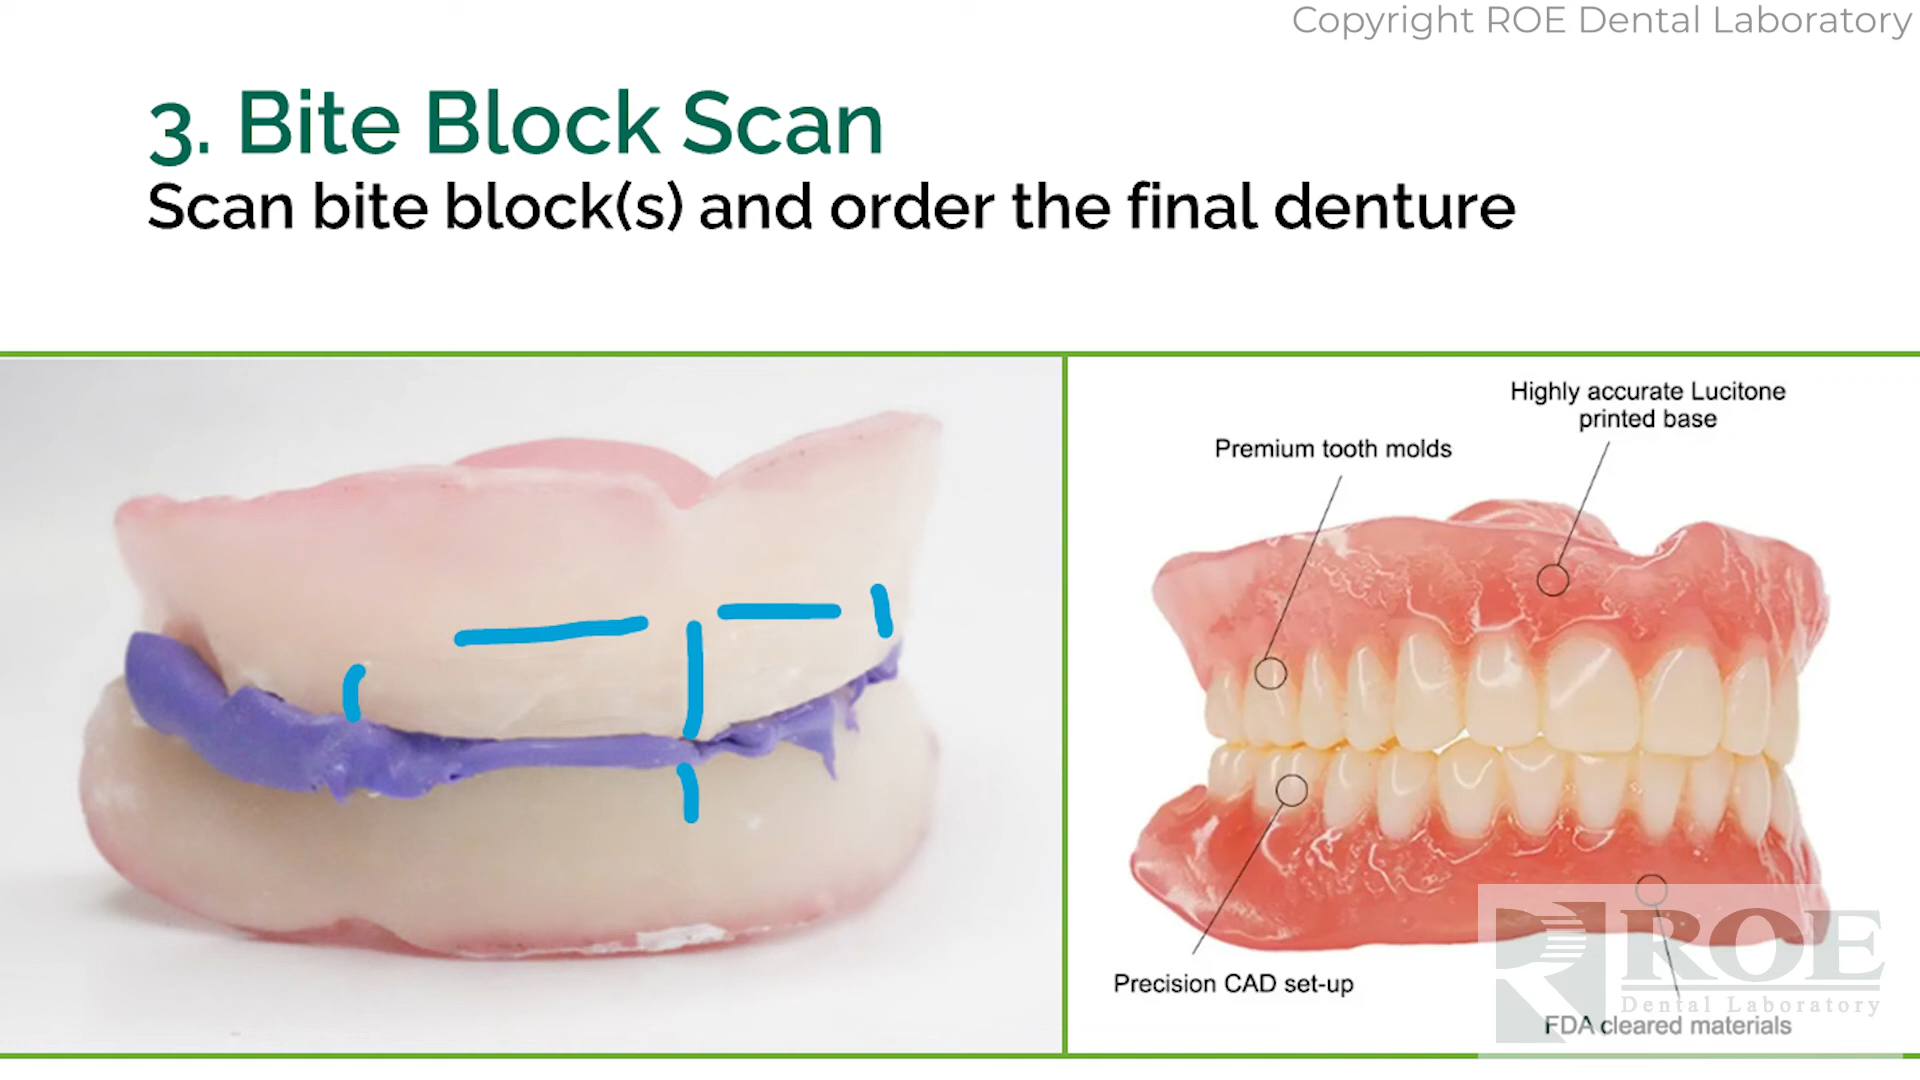 Copyright ROE Dental Laboratory
3. Bite Block Scan
Scan bite block(s) and order the final denture
Highly accurate Lucitone
printed base
Premium tooth molds
Precision CAD set-up
ROE
Dental Laboratory
FDA cleared materials